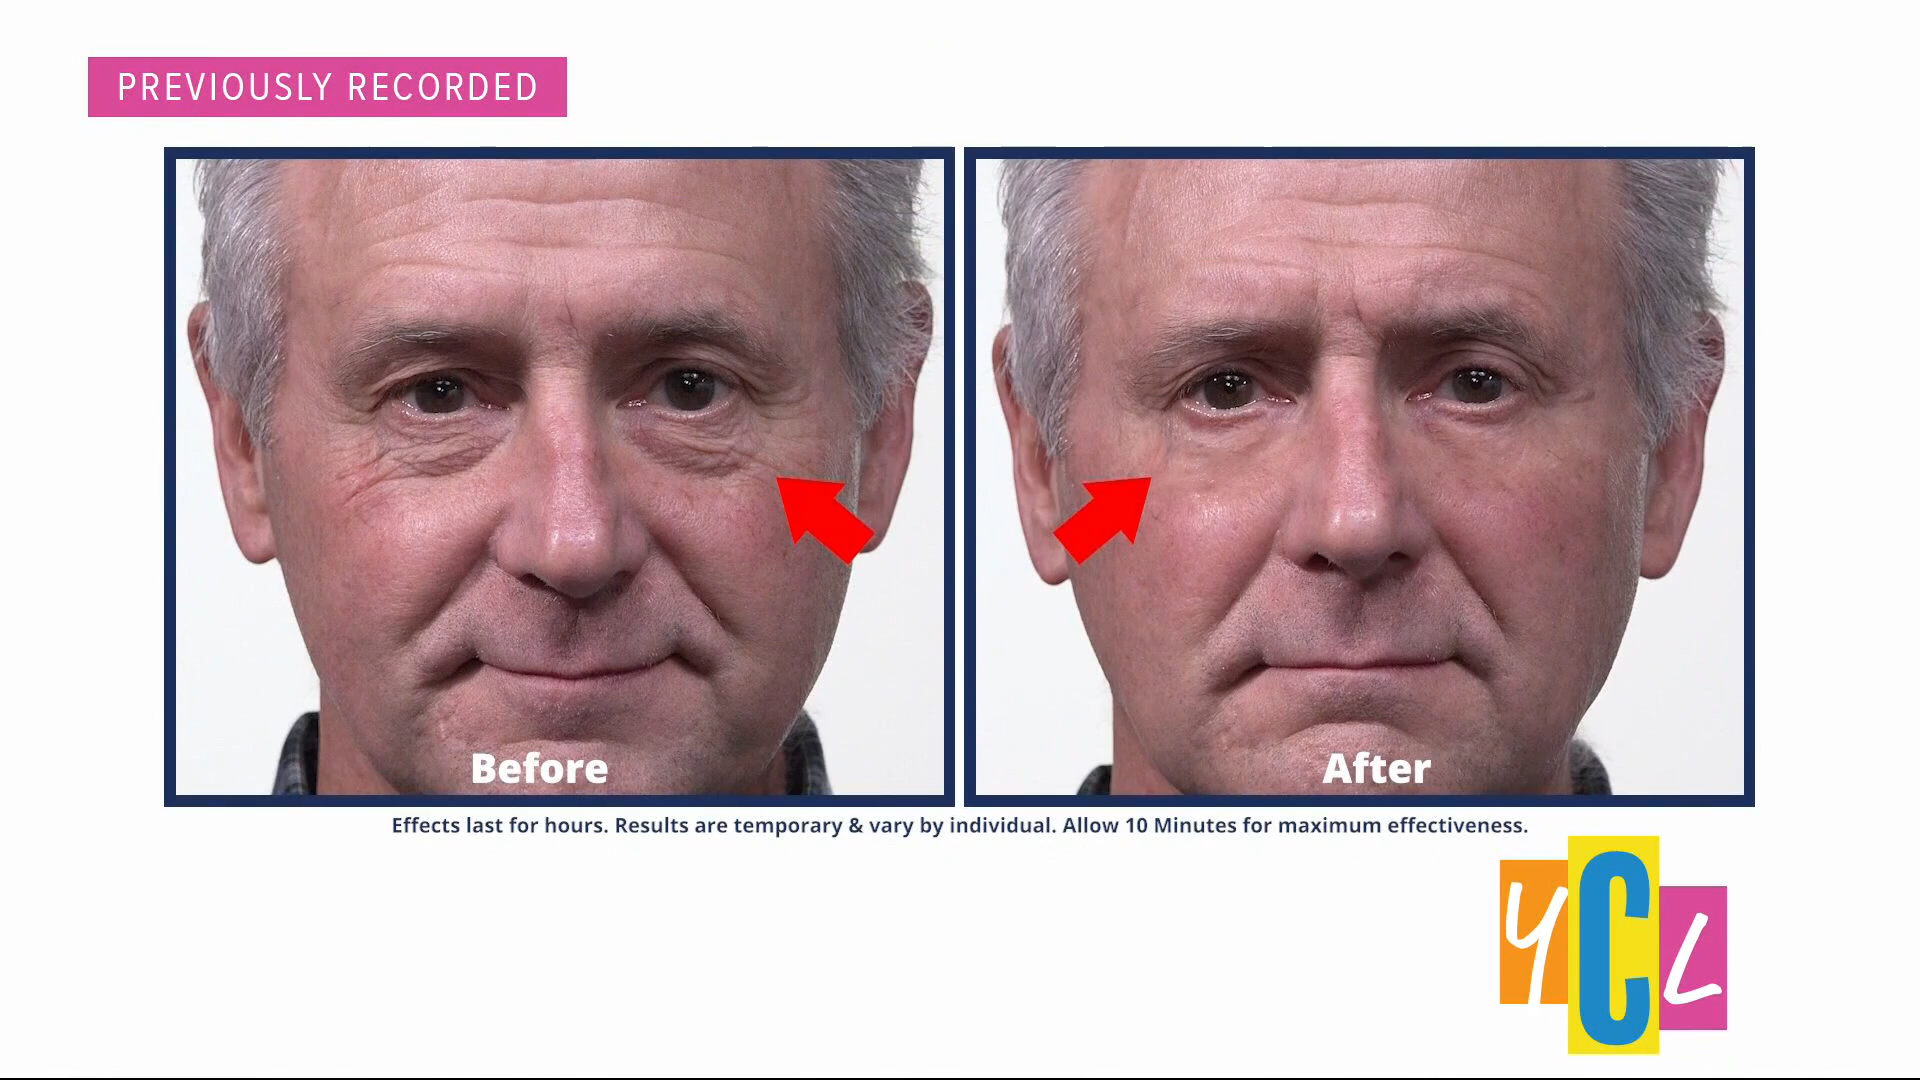 PREVIOUSLY RECORDED
Before
After
Effects last for hours. Results are temporary & vary by individual. Allow 10 Minutes for maximum effectiveness.
YCL